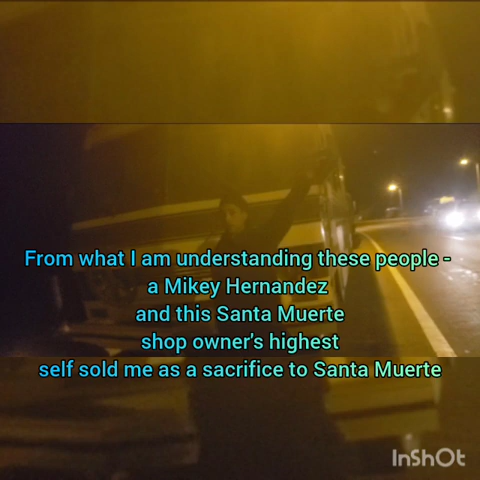 From what I am understanding these people -
a Mikey Hernandez
and this Santa Muerte
shop owner's highest
self sold me as a sacrifice to Santa Muerte
InShOt